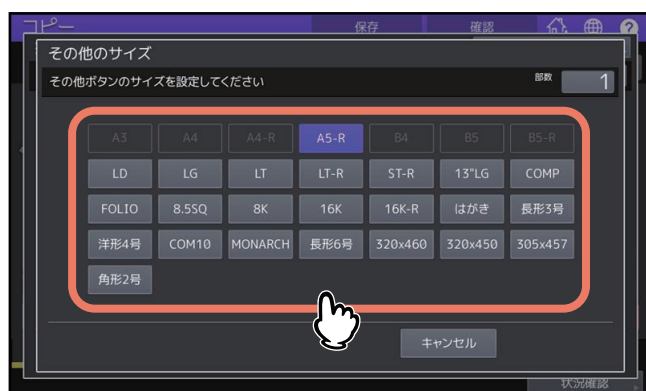 コピー 保存 確認 ?
その他のサイズ
その他ボタンのサイズを設定してください 部数 1
A3 A4 A4-R A5-R B4 B5 B5-R
LD LG LT LT-R ST-R 13"LG COMP
FOLIO 8.5SQ 8K 16K 16K-R はがき 長形3号
洋形4号 COM10 MONARCH 長形6号 320x460 320x450 305x457
角形2号
キャンセル
状況確認